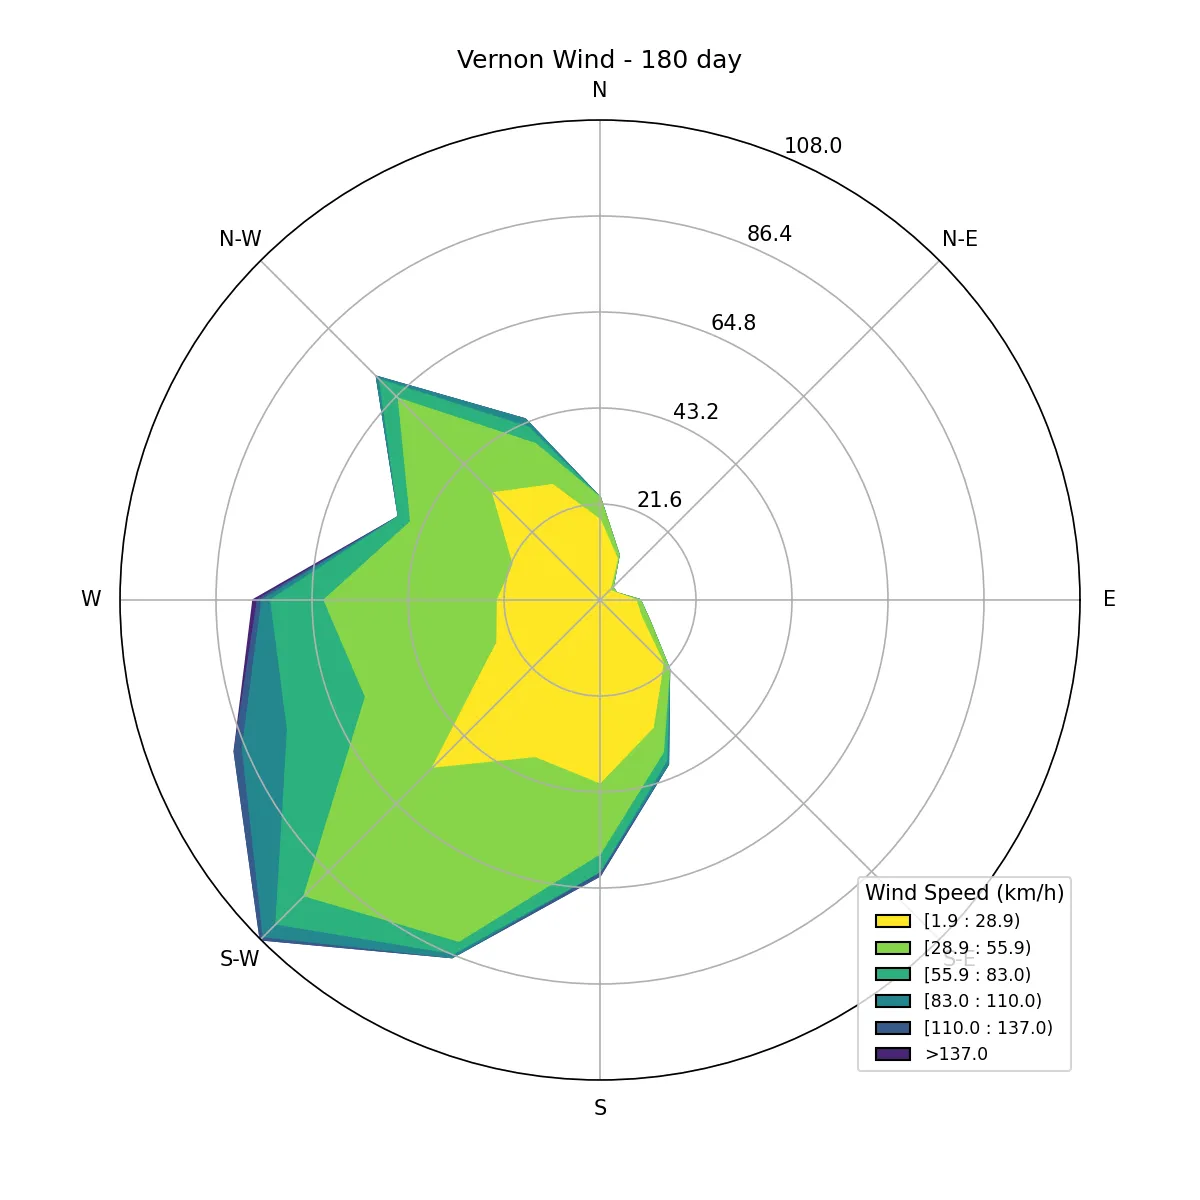 Vernon Wind - 180 day
N
108.0
N-W
86.4
N-E
64.8
43.2
21.6
W
E
S-W
S-E
S
Wind Speed (km/h)
[1.9 : 28.9)
[28.9 : 55.9)
[55.9 : 83.0)
[83.0 : 110.0)
[110.0 : 137.0)
>137.0